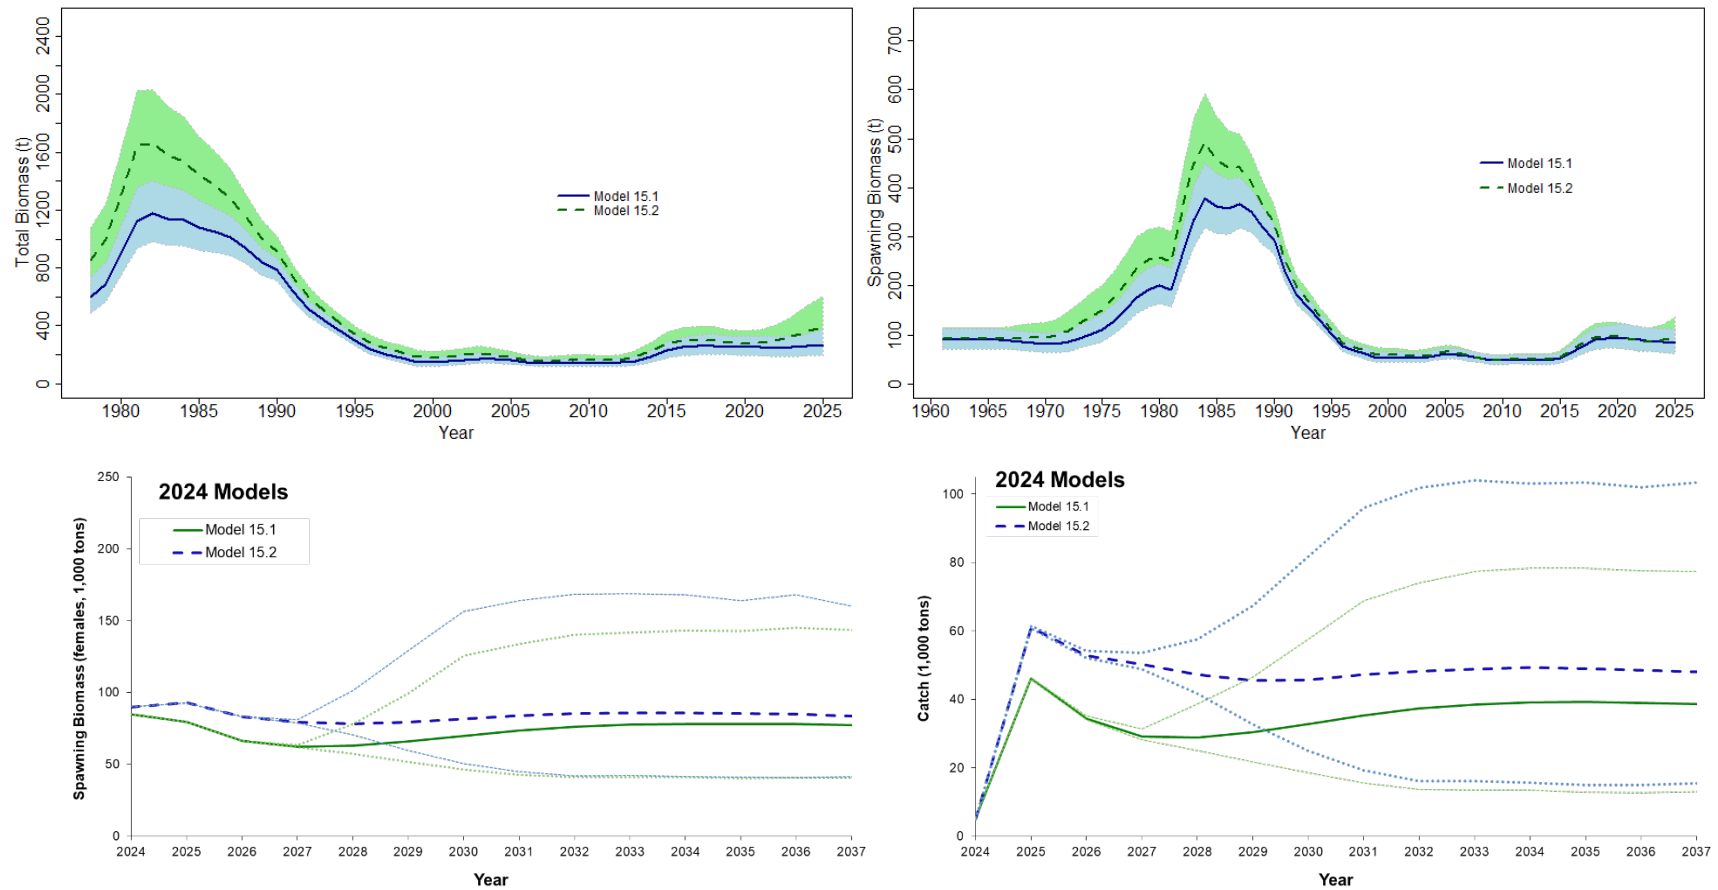 Total Biomass (t)
2400
2000
1600
1200
800
400
0
Model 15.1
Model 15.2
1980 1985 1990 1995 2000 2005 2010 2015 2020 2025
Year
Spawning Biomass (t)
700
600
500
400
300
200
100
0
Model 15.1
Model 15.2
1960 1965 1970 1975 1980 1985 1990 1995 2000 2005 2010 2015 2020 2025
Year
2024 Models
Model 15.1
Model 15.2
Spawning Biomass (females, 1,000 tons)
250
200
150
100
50
0
2024 2025 2026 2027 2028 2029 2030 2031 2032 2033 2034 2035 2036 2037
Year
2024 Models
Model 15.1
Model 15.2
Catch (1,000 tons)
100
80
60
40
20
0
2024 2025 2026 2027 2028 2029 2030 2031 2032 2033 2034 2035 2036 2037
Year